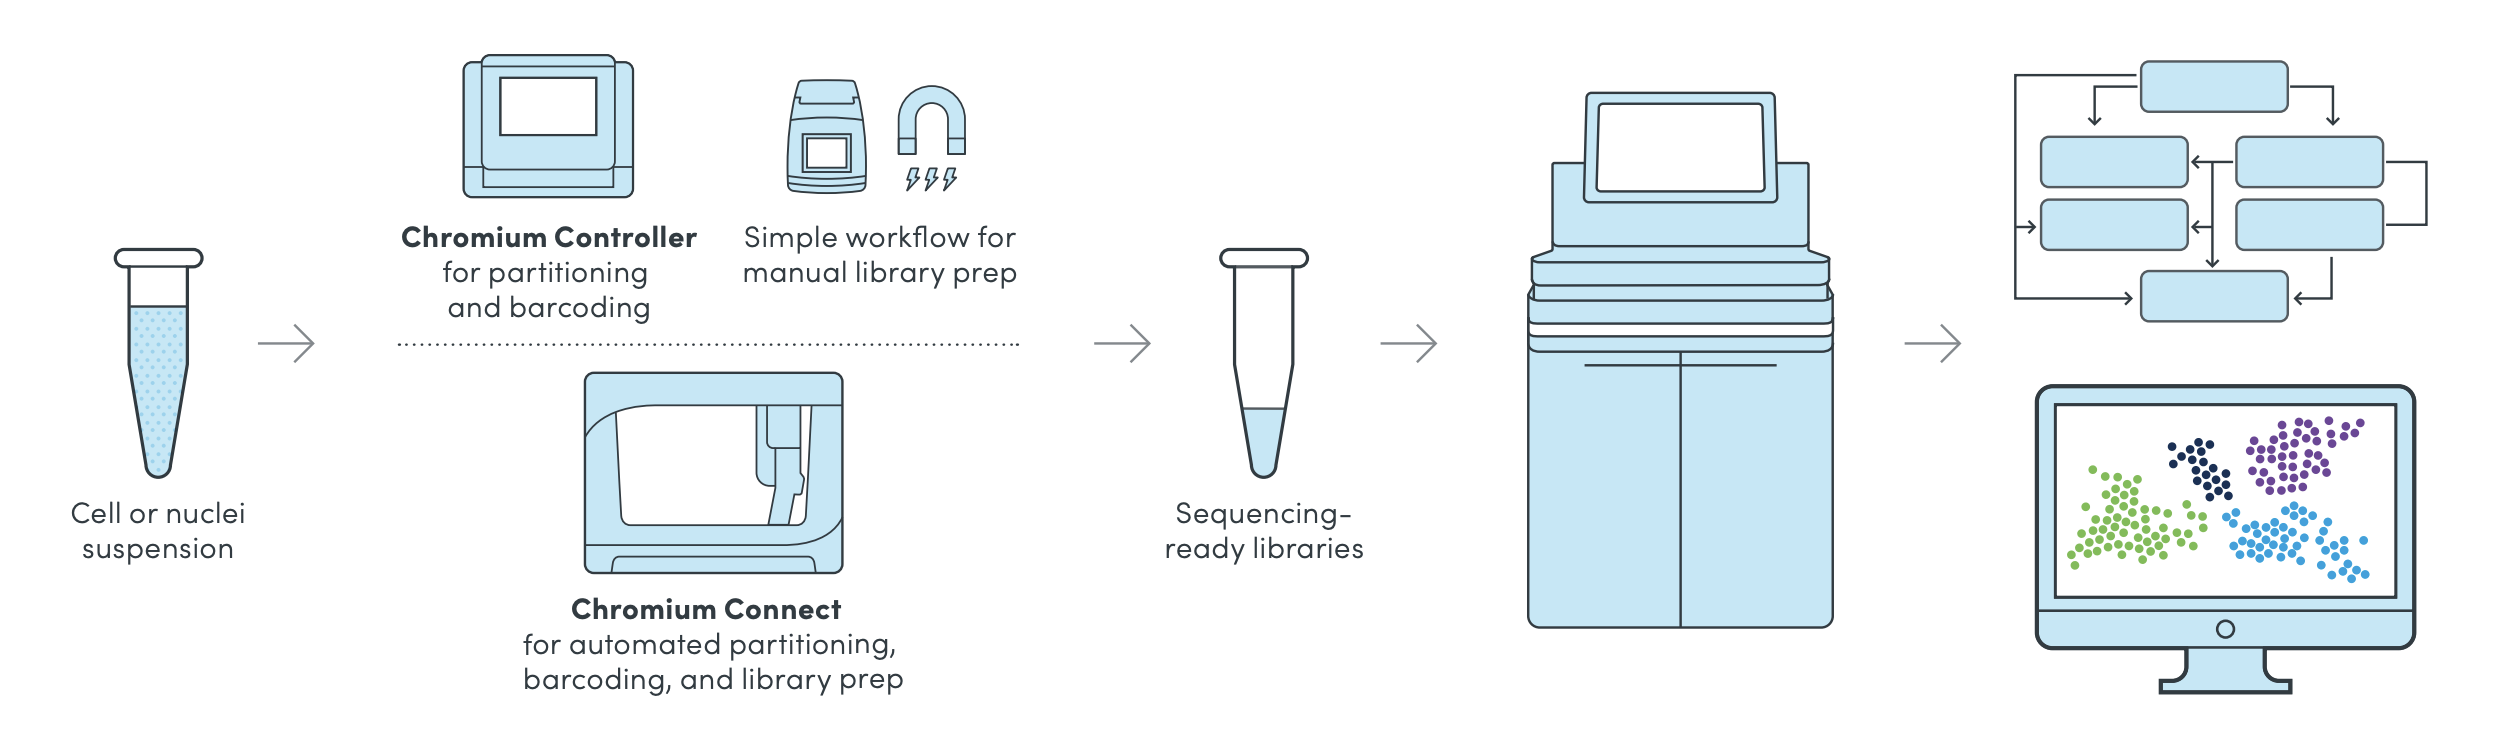 Cell or nuclei
suspension
Chromium Controller
for partitioning
and barcoding
Simple workflow for
manual library prep
Chromium Connect
for automated partitioning,
barcoding, and library prep
Sequencing-
ready libraries